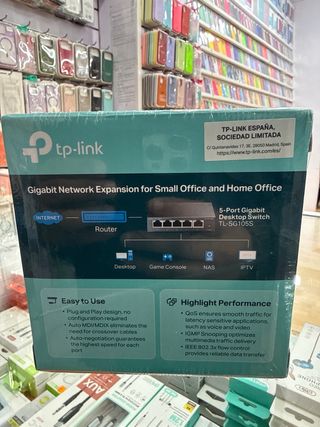 tp-link
TP-LINK ESPAÑA,
SOCIEDAD LIMITADA
C/ Quintanavides 17, 3E, 28050 Madrid, Spain
https://www.tp-link.com/es/
Gigabit Network Expansion for Small Office and Home Office
INTERNET
Router
5-Port Gigabit
Desktop Switch
TL-SG105S
Desktop
Game Console
NAS
IPTV
Easy to Use
• Plug and Play design, no
configuration required
• Auto MDI/MDIX eliminates the
need for crossover cables
• Auto-negotiation guarantees
the highest speed for each
port
Highlight Performance
• QoS ensures smooth traffic for
latency sensitive applications,
such as voice and video
• IGMP Snooping optimizes
multimedia traffic delivery
• IEEE 802.3x flow control
provides reliable data transfer
AUX